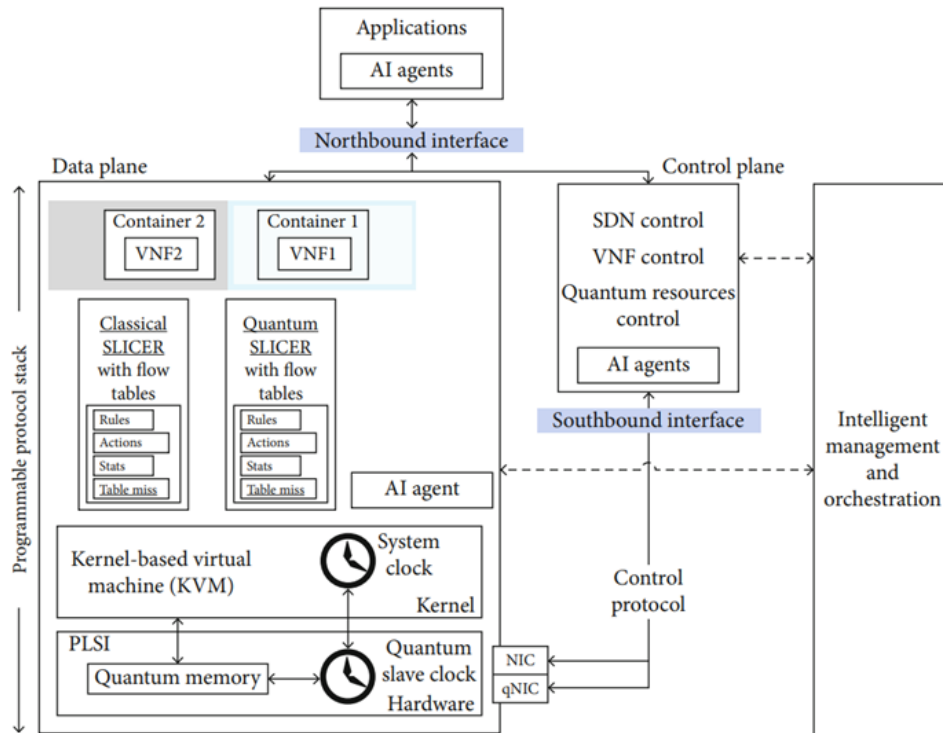 Applications
AI agents
Northbound interface
Data plane
Control plane
Programmable protocol stack
Container 2
VNF2
Container 1
VNF1
Classical
SLICER
with flow
tables
Rules
Actions
Stats
Table miss
Quantum
SLICER
with flow
tables
Rules
Actions
Stats
Table miss
AI agent
Kernel-based virtual
machine (KVM)
System
clock
Kernel
PLSI
Quantum memory
Quantum
slave clock
Hardware
NIC
qNIC
SDN control
VNF control
Quantum resources
control
AI agents
Southbound interface
Control
protocol
Intelligent
management
and
orchestration